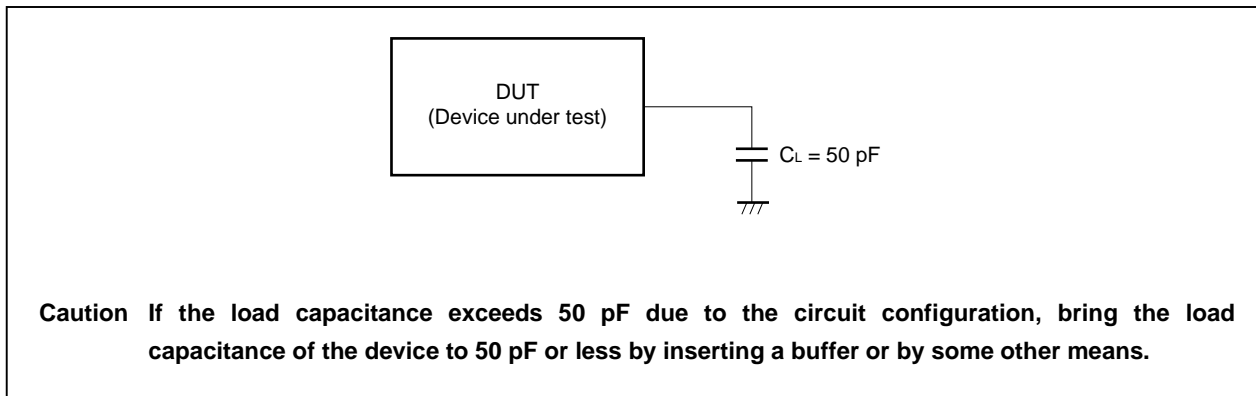 DUT
(Device under test)
CL = 50 pF
Caution If the load capacitance exceeds 50 pF due to the circuit configuration, bring the load
capacitance of the device to 50 pF or less by inserting a buffer or by some other means.